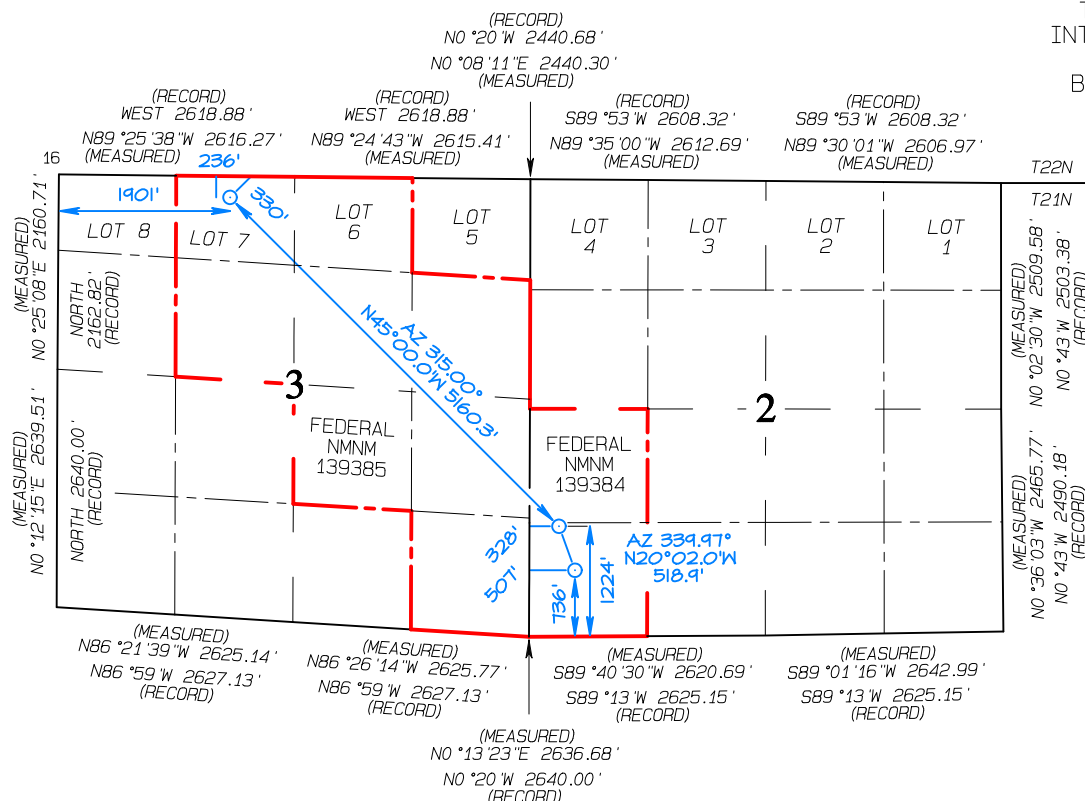 (RECORD)
N0°20'W 2440.68'
N0°08'11"E 2440.30'
(MEASURED)
INT
B
(RECORD)
WEST 2618.88'
N89°25'38"W 2616.27'
(MEASURED)
(RECORD)
WEST 2618.88'
N89°24'43"W 2615.41'
(MEASURED)
(RECORD)
S89°53'W 2608.32'
N89°35'00"W 2612.69'
(MEASURED)
(RECORD)
S89°53'W 2608.32'
N89°30'01"W 2606.97'
(MEASURED)
16
236'
T22N
T21N
1901'
330'
LOT 8
LOT 7
LOT
6
LOT
5
LOT
4
LOT
3
LOT
2
LOT
1
(MEASURED)
N0°25'08"E 2160.71'
NORTH
2162.82'
(RECORD)
(MEASURED)
N0°02'30"W 2509.58'
N0°43'W 2503.38'
(RECORD)
AZ 315.00°
N45°00.0'W 5160.3'
3
2
FEDERAL
NMNM
139385
FEDERAL
NMNM
139384
(MEASURED)
N0°12'15"E 2639.51'
NORTH 2640.00'
(RECORD)
(MEASURED)
N0°36'03"W 2465.77'
N0°43'W 2490.18'
(RECORD)
328'
507'
736'
1224'
AZ 339.97°
N20°02.0'W
518.9'
(MEASURED)
N86°21'39"W 2625.14'
N86°59'W 2627.13'
(RECORD)
(MEASURED)
N86°26'14"W 2625.77'
N86°59'W 2627.13'
(RECORD)
(MEASURED)
S89°40'30"W 2620.69'
S89°13'W 2625.15'
(RECORD)
(MEASURED)
S89°01'16"W 2642.99'
S89°13'W 2625.15'
(RECORD)
(MEASURED)
N0°13'23"E 2636.68'
N0°20'W 2640.00'
(RECORD)